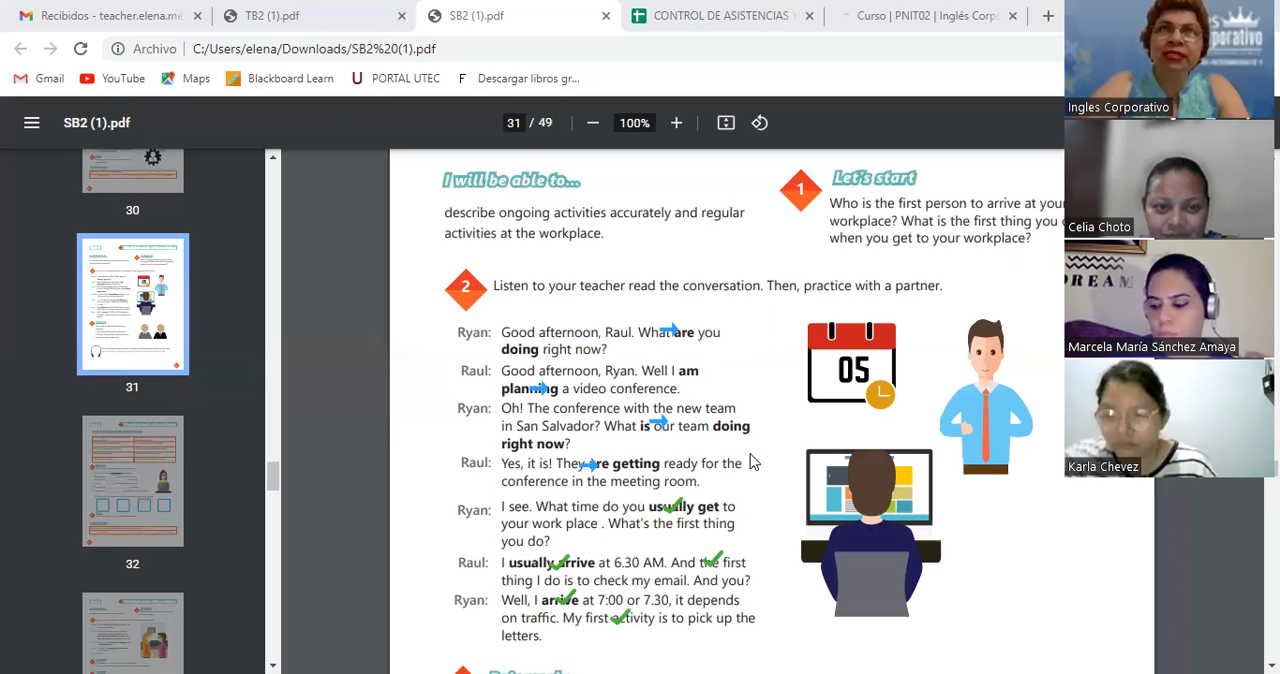 Recibidos - teacher.elena.me
TB2 (1).pdf
SB2 (1).pdf
CONTROL DE ASISTENCIAS Y
Curso | PNIT02 | Inglés Corpo
Archivo
C:/Users/elena/Downloads/SB2%20(1).pdf
Gmail
YouTube
Maps
Blackboard Learn
PORTAL UTEC
Descargar libros gr...
SB2 (1).pdf
31 / 49
100%
30
31
32
I will be able to...
describe ongoing activities accurately and regular
activities at the workplace.
1
Let's start
Who is the first person to arrive at your
workplace? What is the first thing you
when you get to your workplace?
2
Listen to your teacher read the conversation. Then, practice with a partner.
Ryan: Good afternoon, Raul. What are you
doing right now?
Raul: Good afternoon, Ryan. Well I am
planning a video conference.
Ryan: Oh! The conference with the new team
in San Salvador? What is our team doing
right now?
Raul: Yes, it is! They are getting ready for the
conference in the meeting room.
Ryan: I see. What time do you usually get to
your work place . What's the first thing
you do?
Raul: I usually arrive at 6.30 AM. And the first
thing I do is to check my email. And you?
Ryan: Well, I arrive at 7:00 or 7.30, it depends
on traffic. My first activity is to pick up the
letters.
05
Ingles Corporativo
Celia Choto
DREAM
Marcela María Sánchez Amaya
Karla Chevez